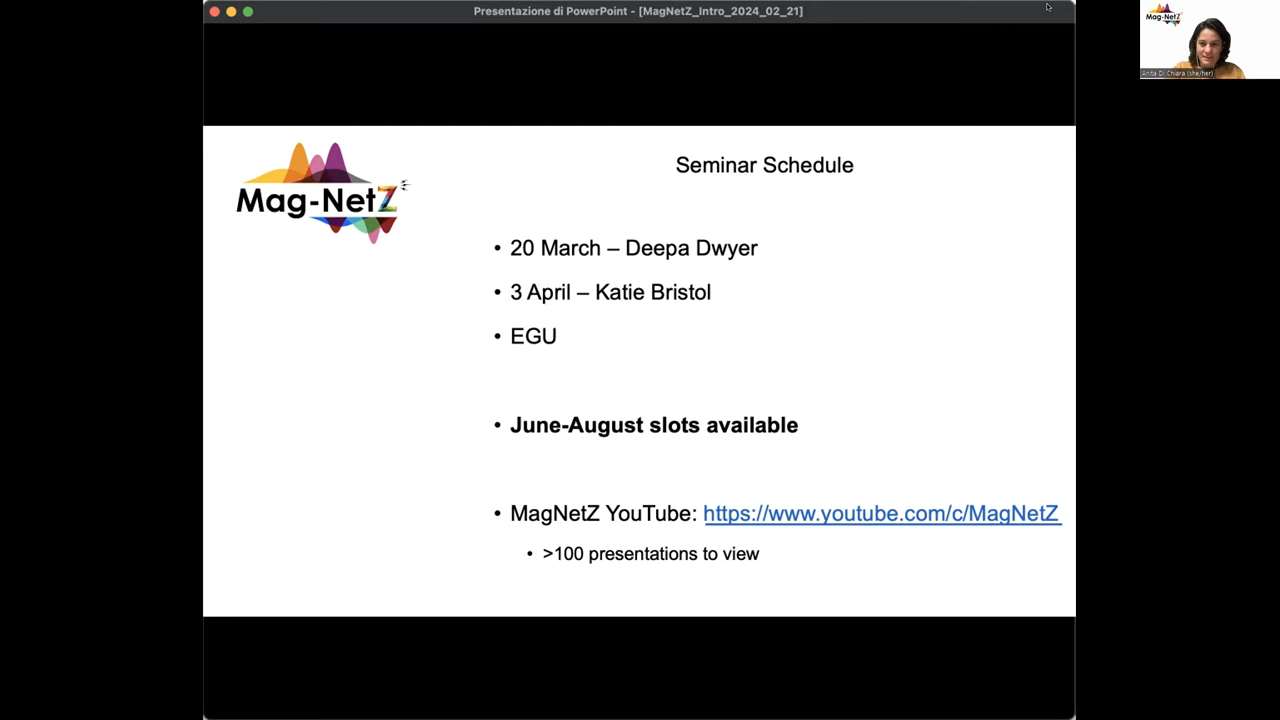 Presentazione di PowerPoint - [MagNetZ_Intro_2024_02_21]
Mag-NetZ
Anita Di Chiara (she/her)
Mag-NetZ
Seminar Schedule
• 20 March – Deepa Dwyer
• 3 April – Katie Bristol
• EGU
• June-August slots available
• MagNetZ YouTube: https://www.youtube.com/c/MagNetZ
• >100 presentations to view